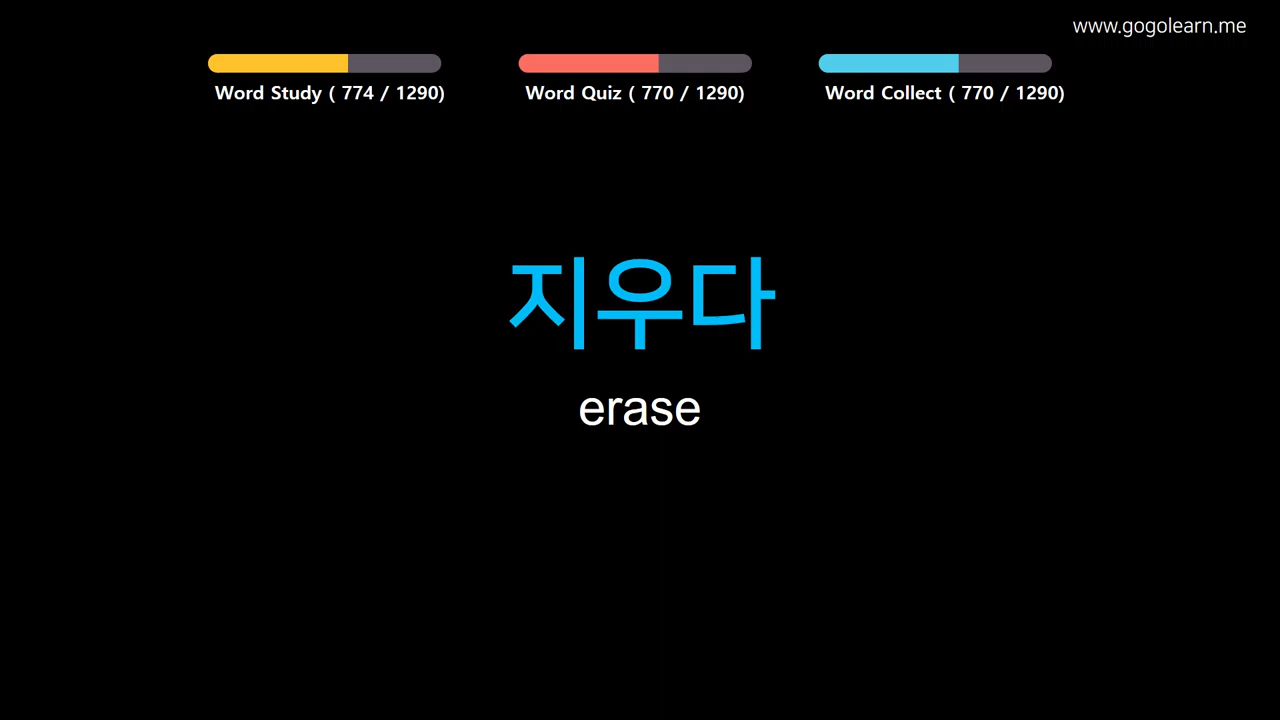 www.gogolearn.me
Word Study ( 774 / 1290)
Word Quiz ( 770 / 1290)
Word Collect ( 770 / 1290)
지우다
erase